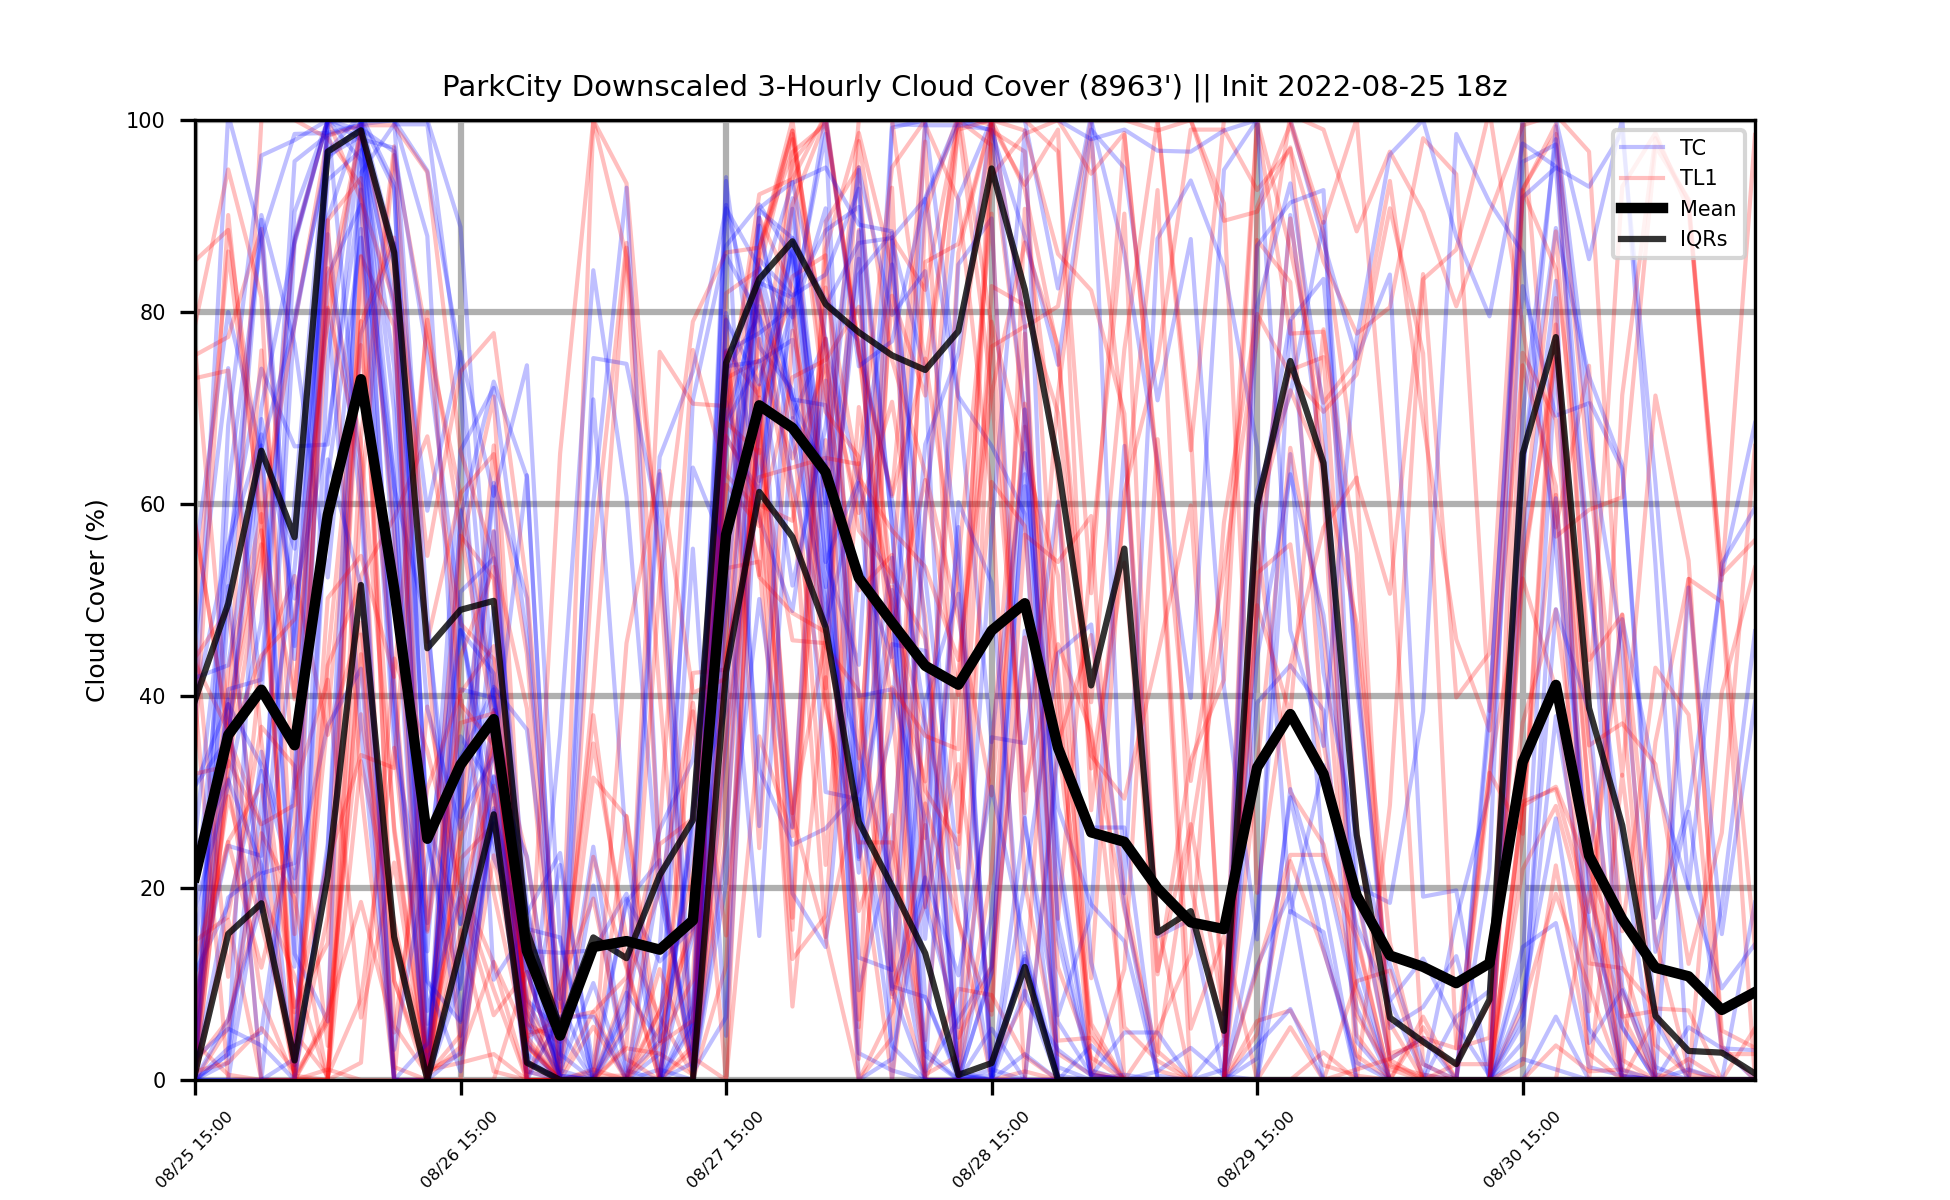 ParkCity Downscaled 3-Hourly Cloud Cover (8963') || Init 2022-08-25 18z
Cloud Cover (%)
100
80
60
40
20
0
TC
TL1
Mean
IQRs
08/25 15:00
08/26 15:00
08/27 15:00
08/28 15:00
08/29 15:00
08/30 15:00